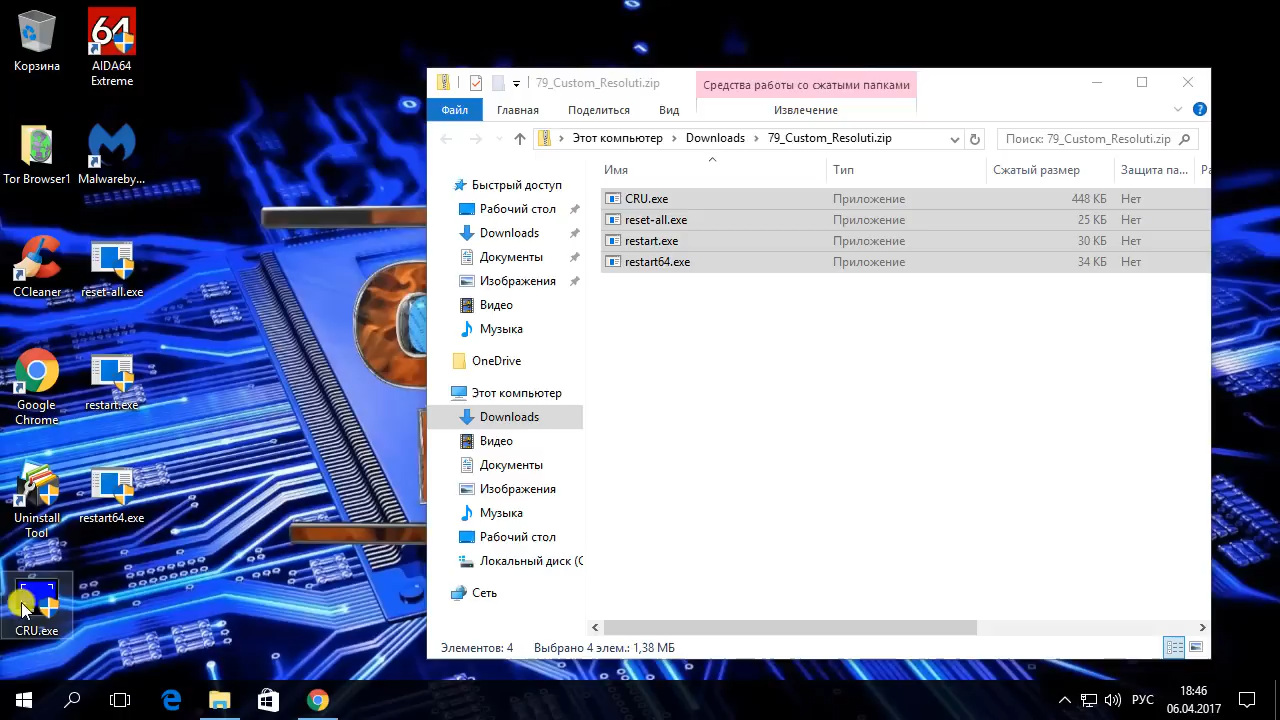 Корзина
AIDA64
Extreme
Tor Browser1
Malwareby...
CCleaner
reset-all.exe
Google
Chrome
restart.exe
Uninstall
Tool
restart64.exe
CRU.exe
64
79_Custom_Resoluti.zip
Средства работы со сжатыми папками
Файл
Главная
Поделиться
Вид
Извлечение
Этот компьютер
Downloads
79_Custom_Resoluti.zip
Поиск: 79_Custom_Resoluti.zip
Имя
Тип
Сжатый размер
Защита па...
Ра
CRU.exe Приложение 448 КБ Нет
reset-all.exe Приложение 25 КБ Нет
restart.exe Приложение 30 КБ Нет
restart64.exe Приложение 34 КБ Нет
Быстрый доступ
Рабочий стол
Downloads
Документы
Изображения
Видео
Музыка
OneDrive
Этот компьютер
Downloads
Видео
Документы
Изображения
Музыка
Рабочий стол
Локальный диск (C
Сеть
Элементов: 4 Выбрано 4 элем.: 1,38 МБ
РУС
18:46
06.04.2017